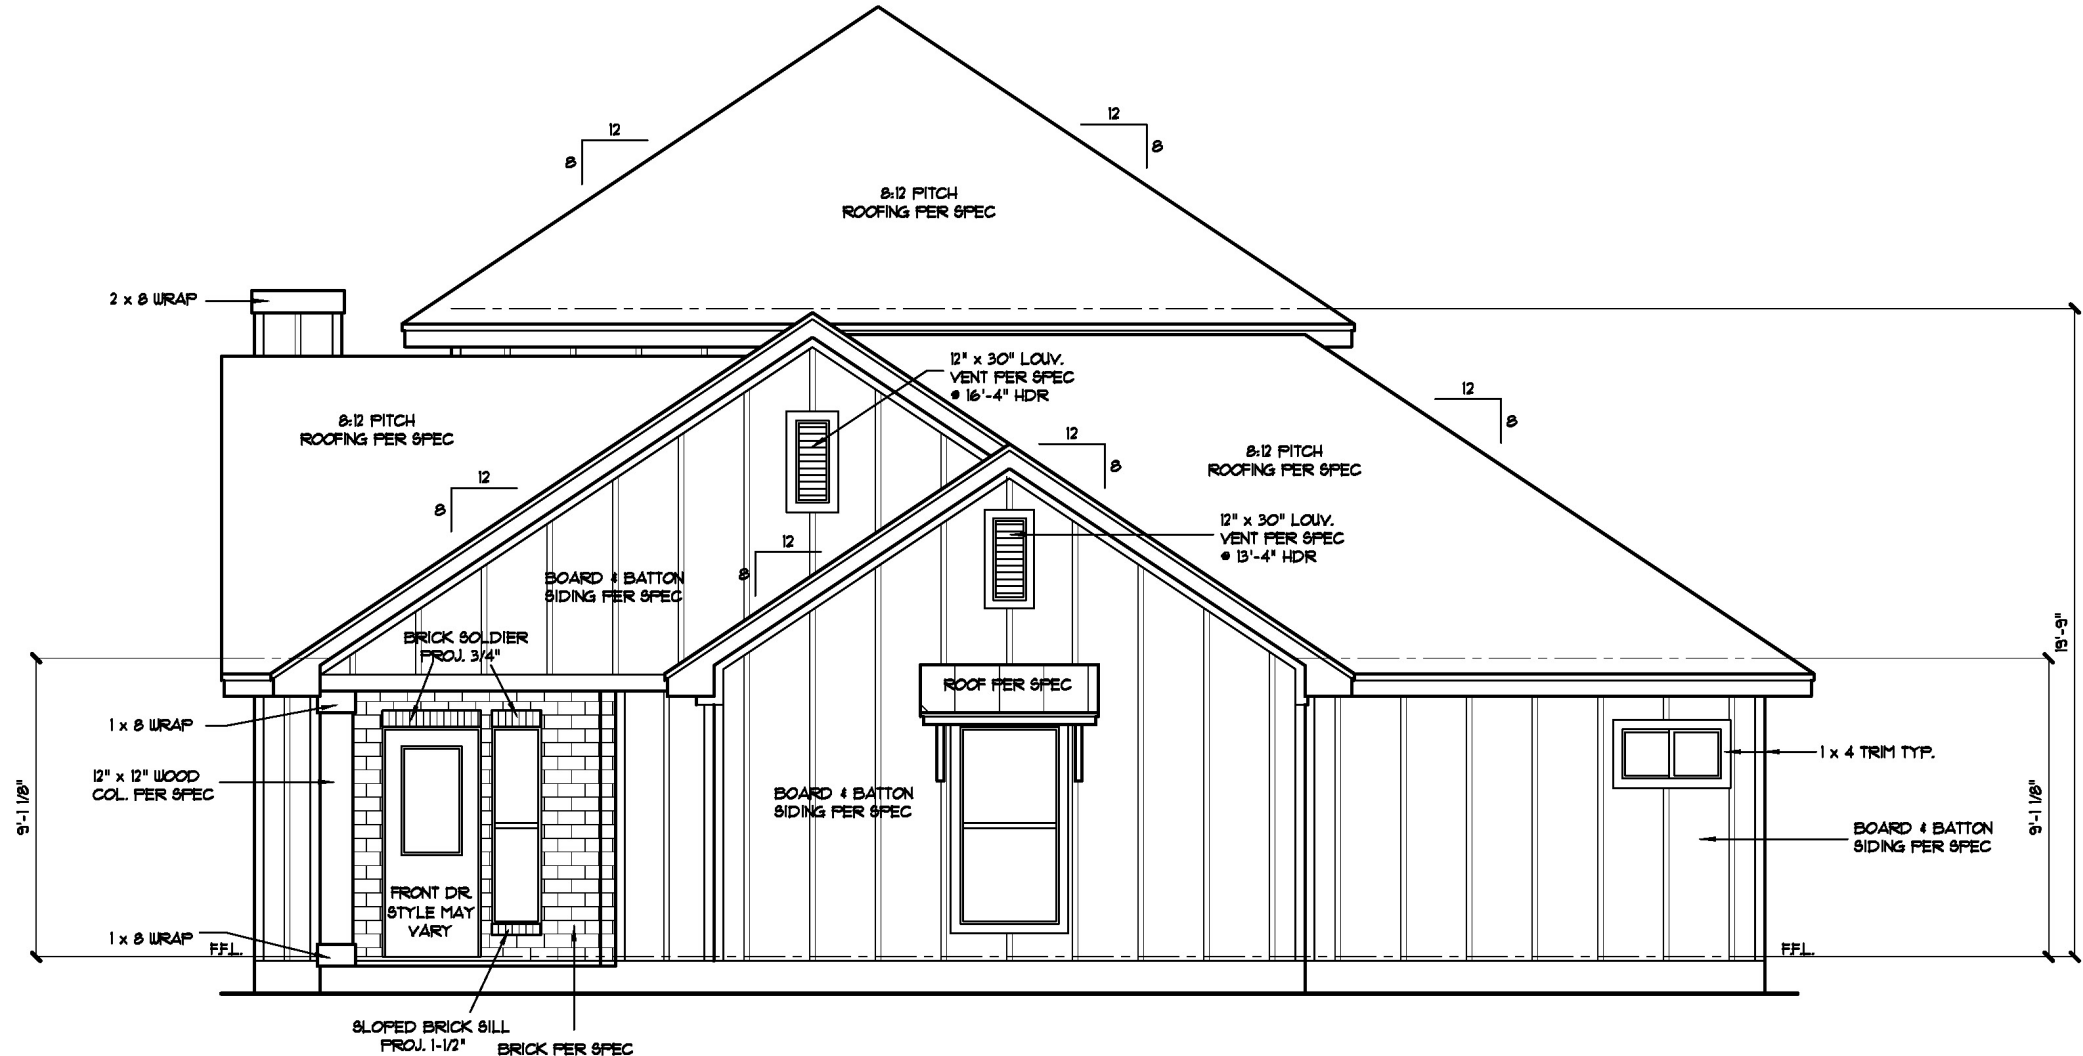 12
8
12
8
8:12 PITCH
ROOFING PER SPEC
2 x 8 WRAP
12" x 30" LOUV.
VENT PER SPEC
@ 16'-4" HDR
12
8
8:12 PITCH
ROOFING PER SPEC
12
8
8:12 PITCH
ROOFING PER SPEC
12
8
12" x 30" LOUV.
VENT PER SPEC
@ 13'-4" HDR
12
8
BOARD & BATTON
SIDING PER SPEC
BRICK SOLDIER
PROJ. 3/4"
19'-9"
ROOF PER SPEC
1 x 8 WRAP
1 x 4 TRIM TYP.
12" x 12" WOOD
COL. PER SPEC
9'-1 1/8"
BOARD & BATTON
SIDING PER SPEC
9'-1 1/8"
BOARD & BATTON
SIDING PER SPEC
FRONT DR.
STYLE MAY
VARY
1 x 8 WRAP
F.F.L.
F.F.L.
SLOPED BRICK SILL
PROJ. 1-1/2"
BRICK PER SPEC